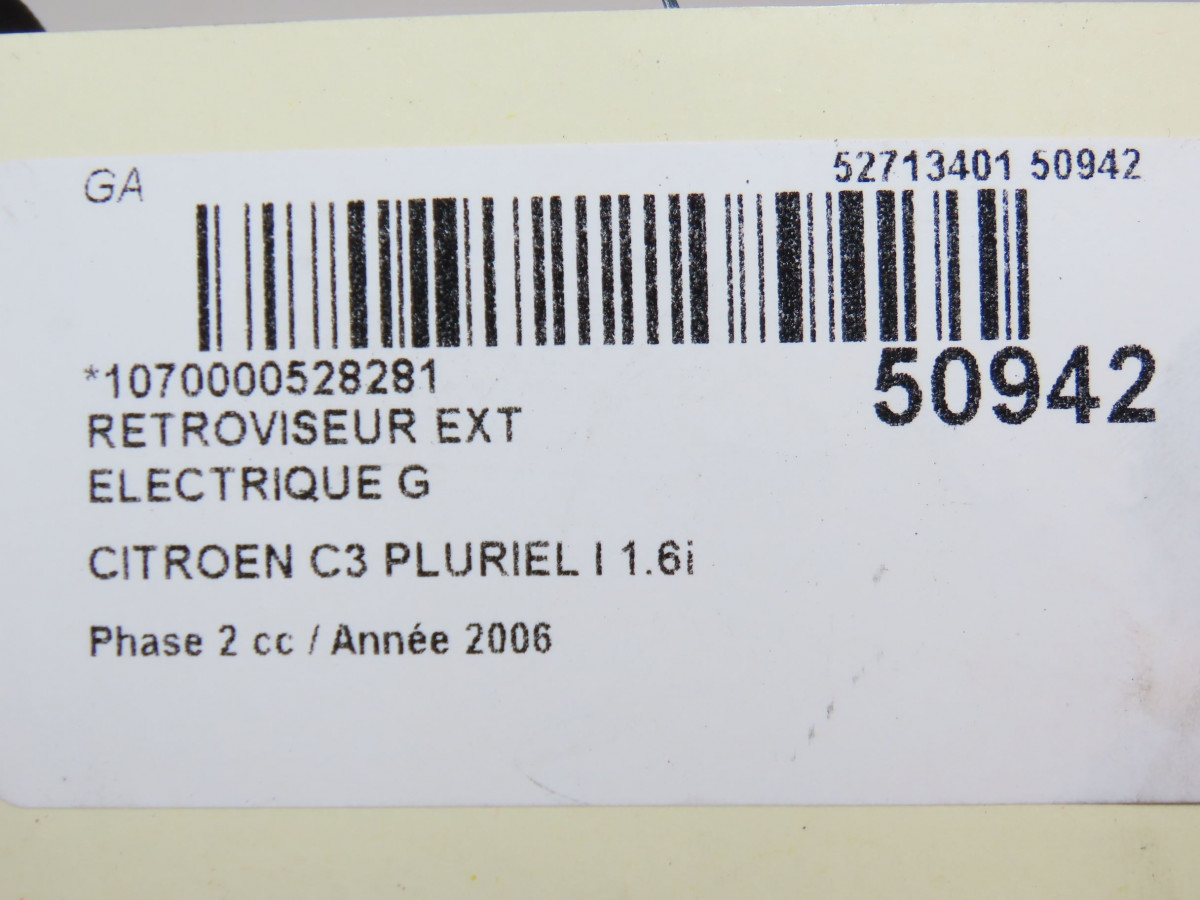 GA
52713401 50942
*1070000528281
50942
RETROVISEUR EXT
ELECTRIQUE G
CITROEN C3 PLURIEL I 1.6i
Phase 2 cc / Année 2006